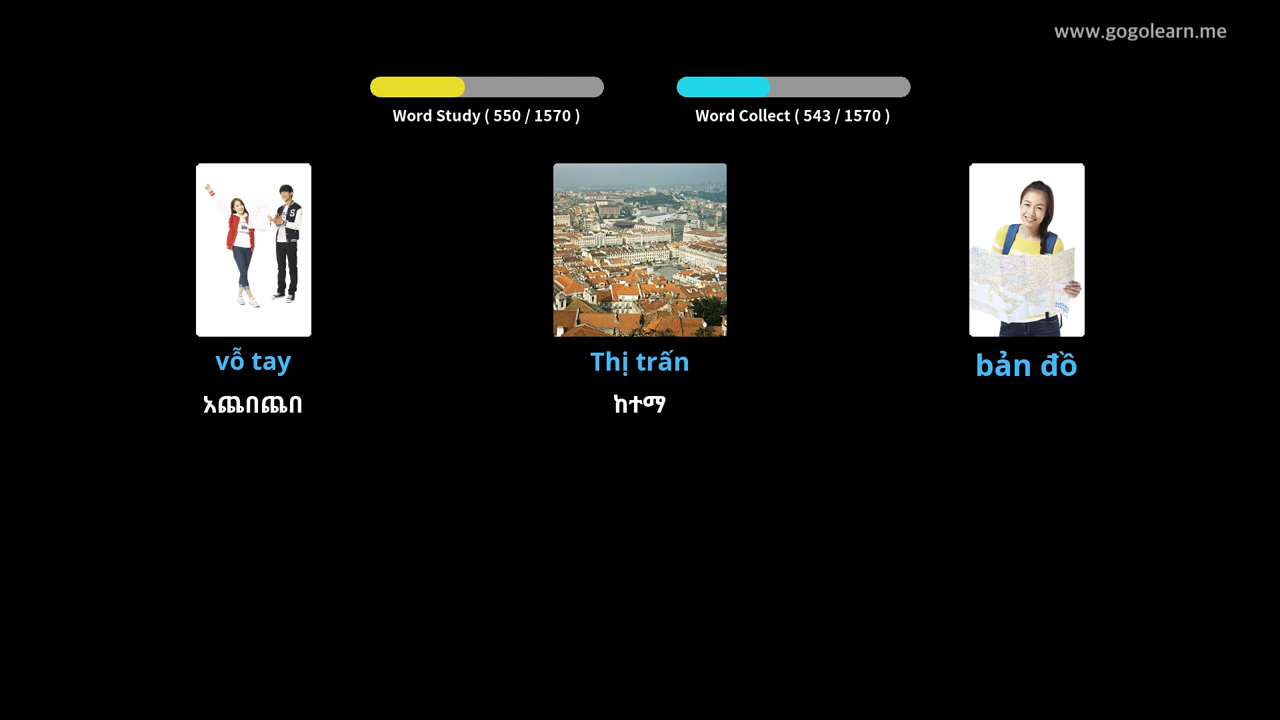 www.gogolearn.me
Word Study ( 550 / 1570 )
Word Collect ( 543 / 1570 )
vỗ tay
Thị trấn
bản đồ
አጨበጨበ
ከተማ